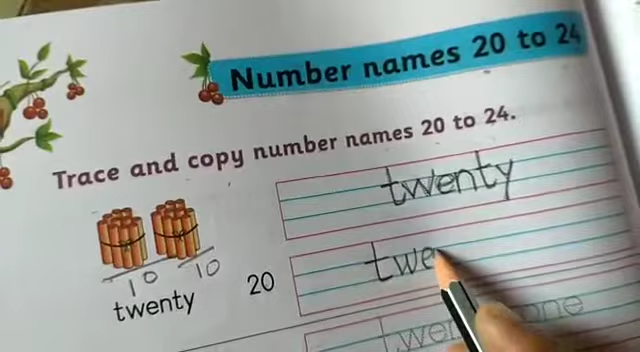 Number names 20 to 24
Trace and copy number names 20 to 24.
twenty
10 10
twenty 20 twe
one